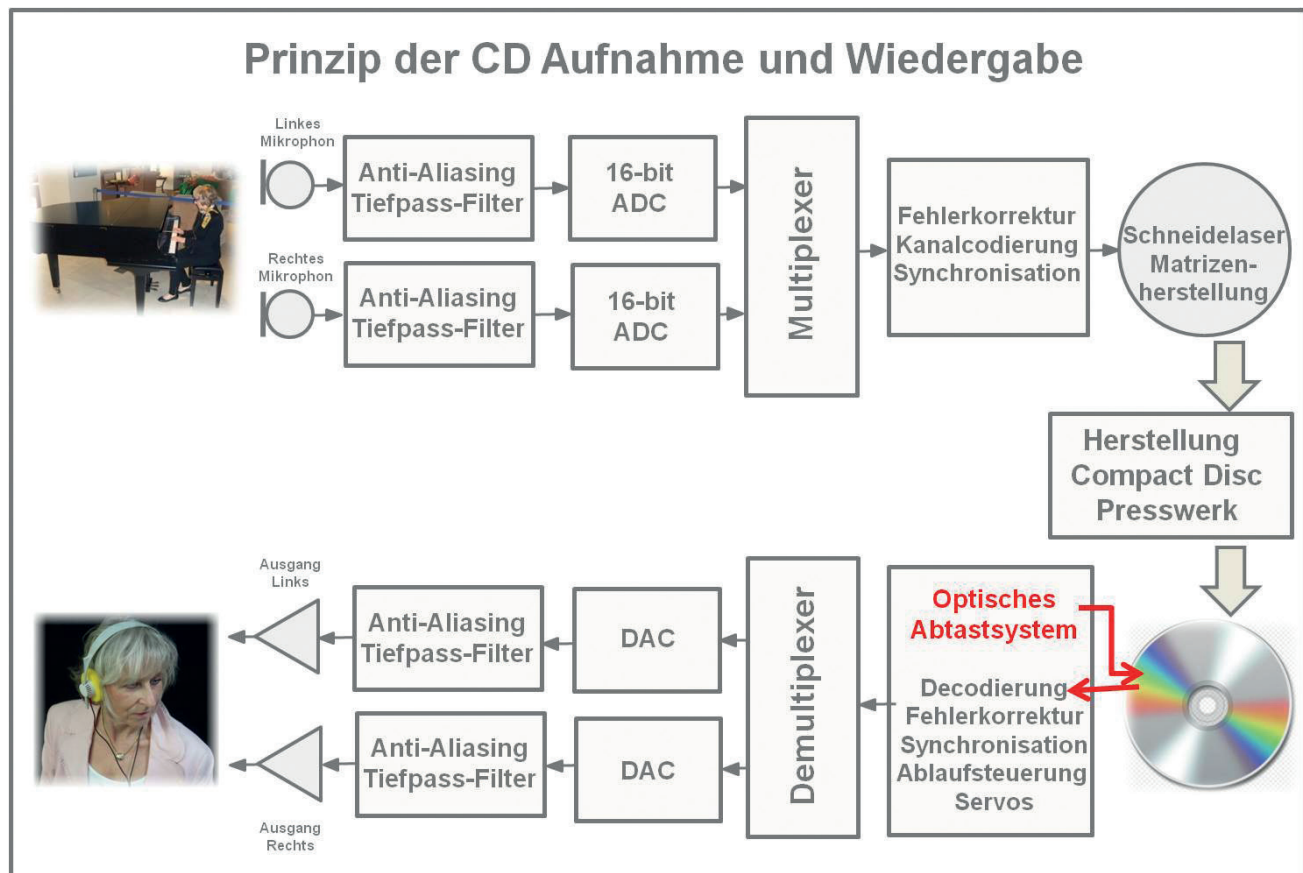 Prinzip der CD Aufnahme und Wiedergabe
Linkes
Mikrophon
Anti-Aliasing
Tiefpass-Filter
16-bit
ADC
Rechtes
Mikrophon
Anti-Aliasing
Tiefpass-Filter
16-bit
ADC
Multiplexer
Fehlerkorrektur
Kanalcodierung
Synchronisation
Schneidelaser
Matrizen-
herstellung
Herstellung
Compact Disc
Presswerk
Optisches
Abtastsystem
Decodierung
Fehlerkorrektur
Synchronisation
Ablaufsteuerung
Servos
Demultiplexer
DAC
Anti-Aliasing
Tiefpass-Filter
Ausgang
Links
DAC
Anti-Aliasing
Tiefpass-Filter
Ausgang
Rechts